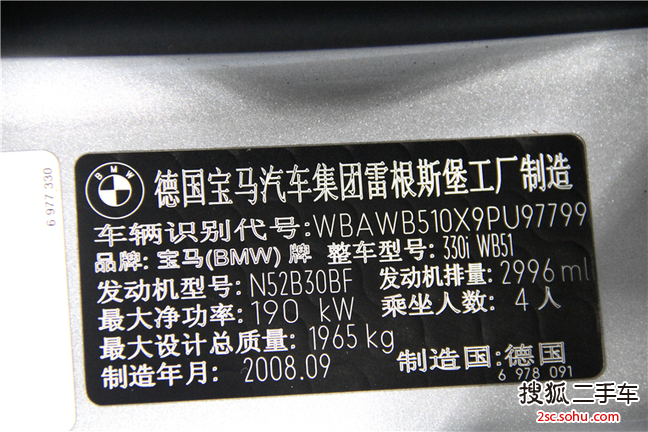 BMW
德国宝马汽车集团雷根斯堡工厂制造
车辆识别代号:WBAWB510X9PU97799
品牌: 宝马(BMW) 牌 整车型号: 330i WB51
发动机型号: N52B30BF 发动机排量: 2996 ml
最大净功率: 190 kW 乘坐人数: 4 人
最大设计总质量: 1965 kg
制造年月: 2008.09 制造国: 德国
6 978 091
6 977 330
搜狐二手车
2sc.sohu.com